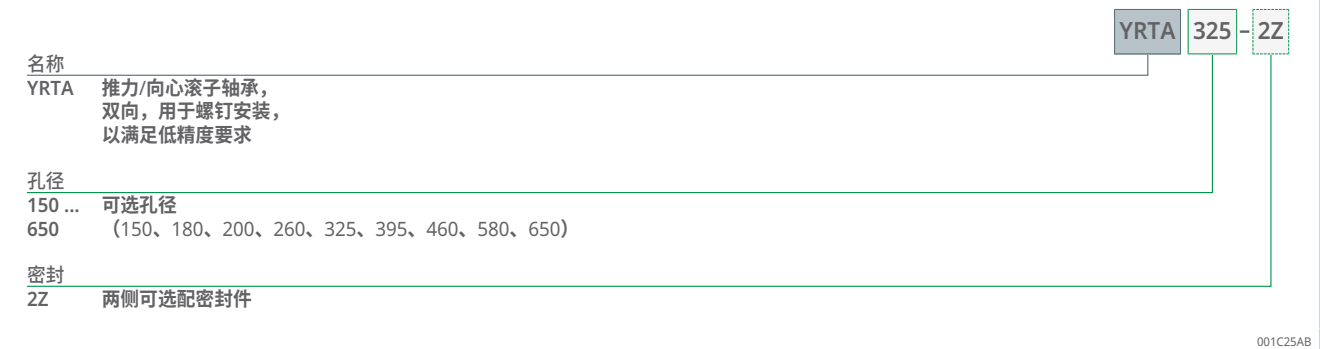 YRTA 325 – 2Z
名称
YRTA 推力/向心滚子轴承，
双向，用于螺钉安装，
以满足低精度要求
孔径
150 ... 可选孔径
650 （150、180、200、260、325、395、460、580、650）
密封
2Z 两侧可选配密封件
001C25AB